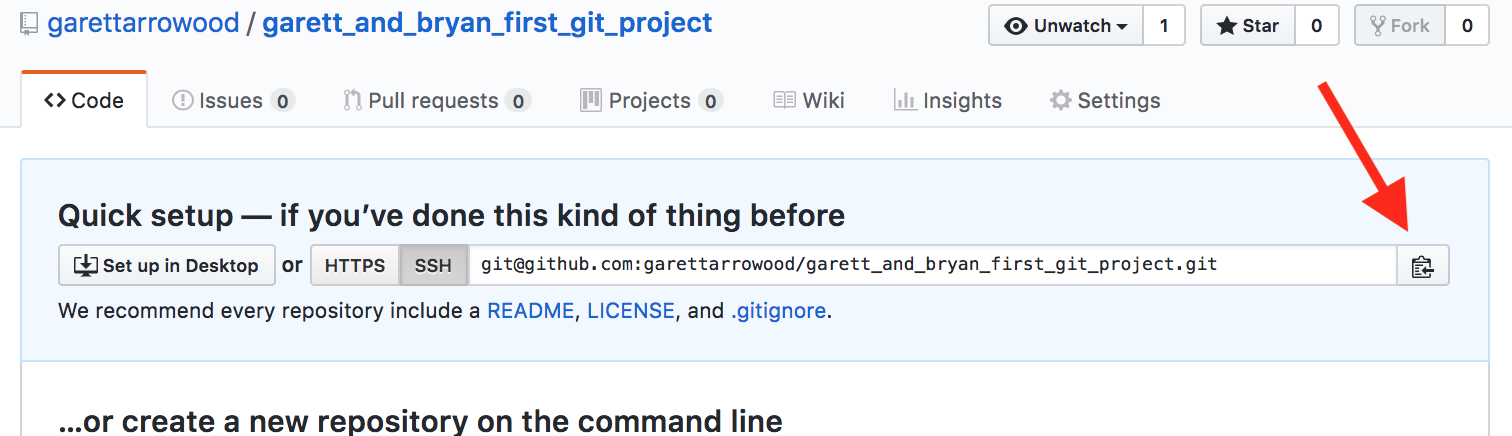 garettarrowood / garett_and_bryan_first_git_project Unwatch 1 Star 0 Fork 0
<> Code Issues 0 Pull requests 0 Projects 0 Wiki Insights Settings
Quick setup — if you’ve done this kind of thing before
Set up in Desktop or HTTPS SSH git@github.com:garettarrowood/garett_and_bryan_first_git_project.git
We recommend every repository include a README, LICENSE, and .gitignore.
…or create a new repository on the command line